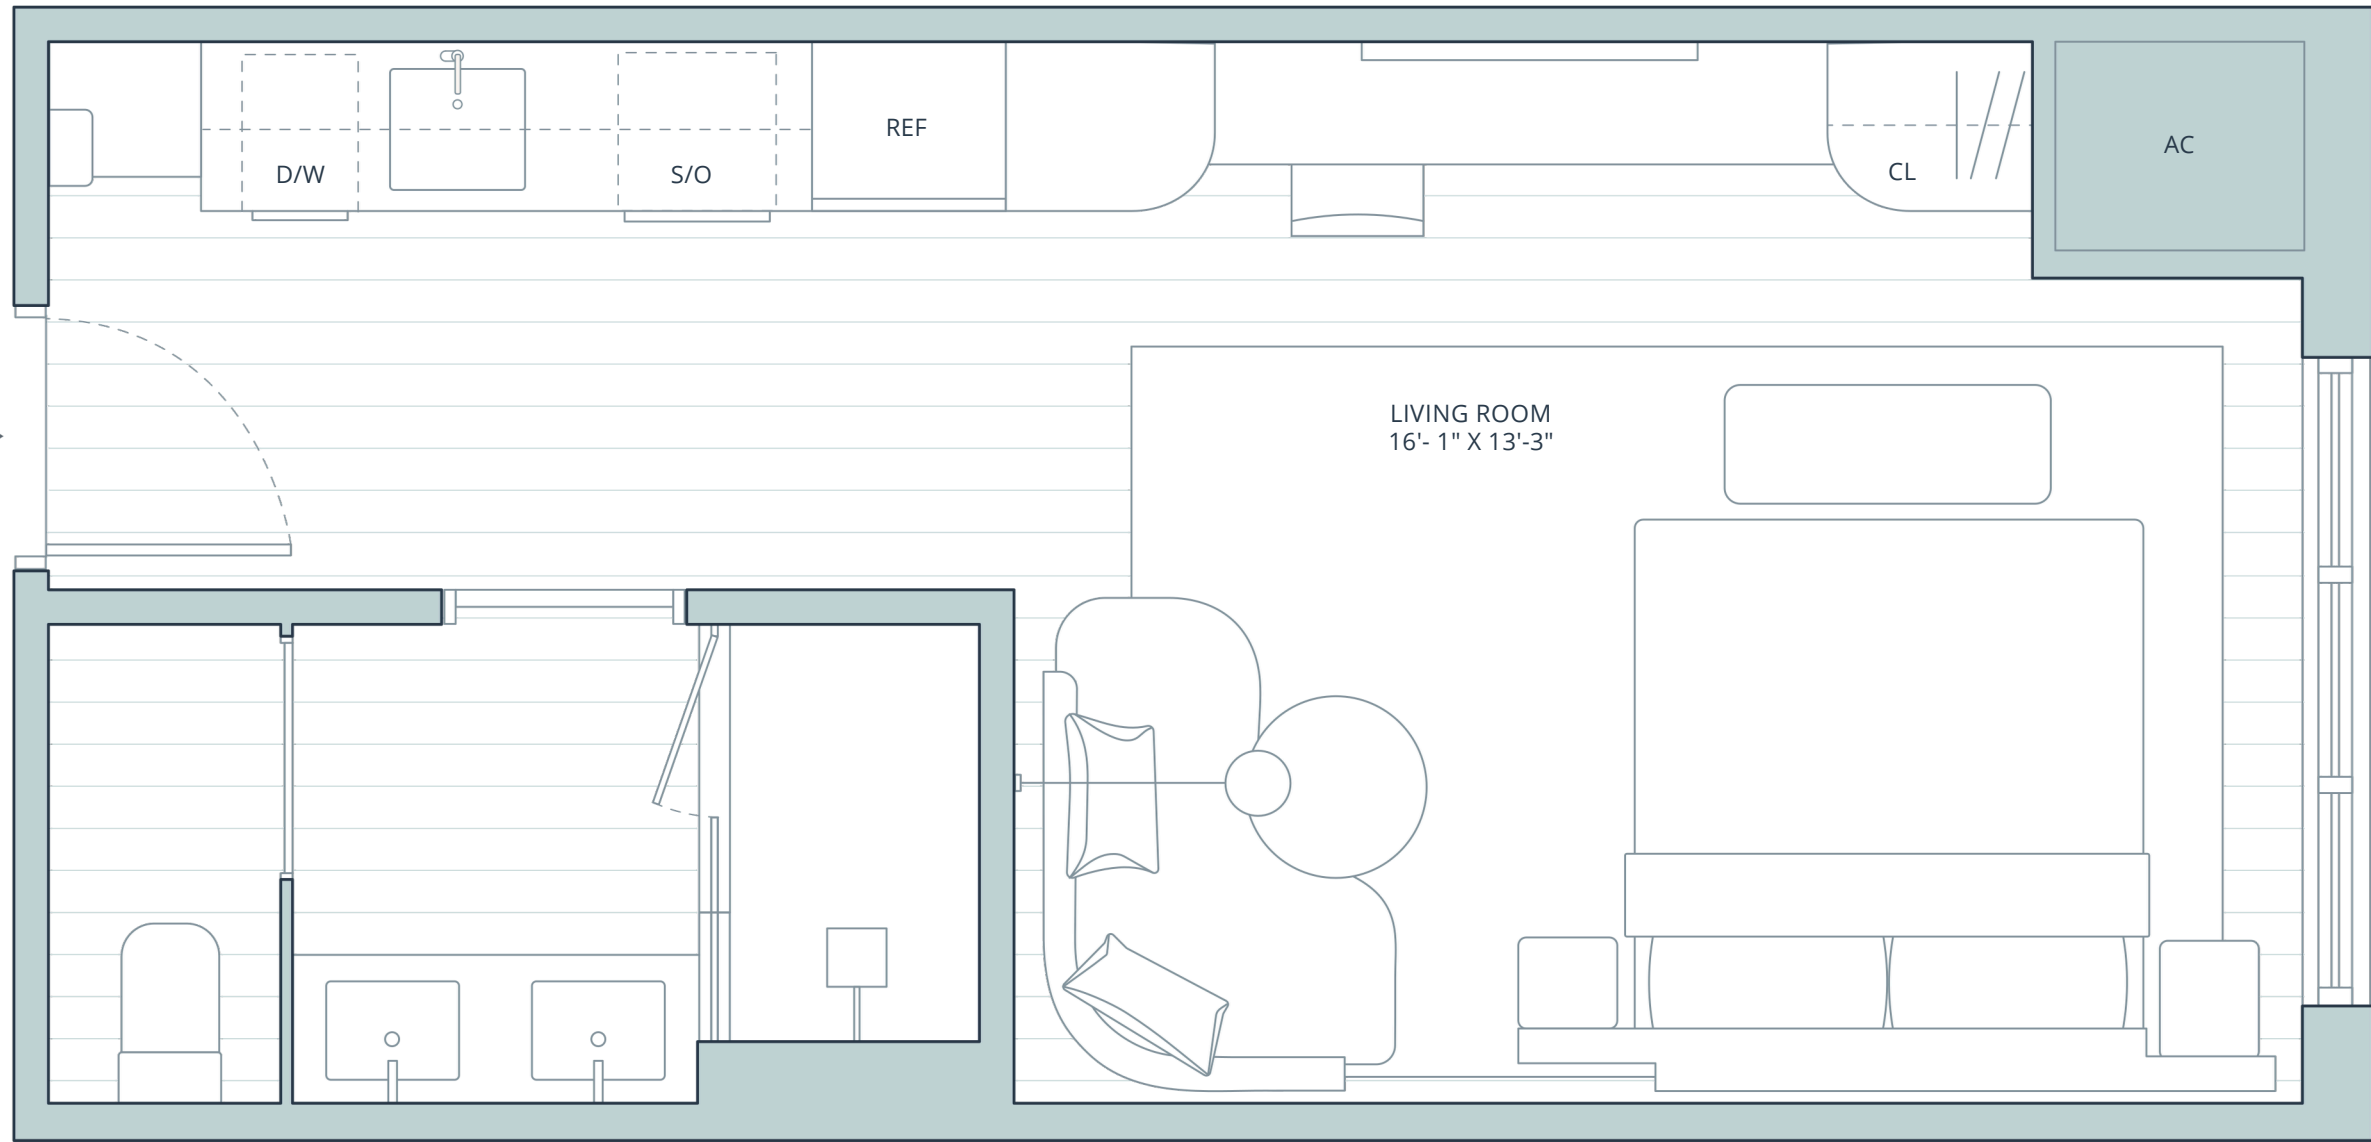 REF
D/W
S/O
CL
AC
LIVING ROOM
16'- 1" X 13'-3"